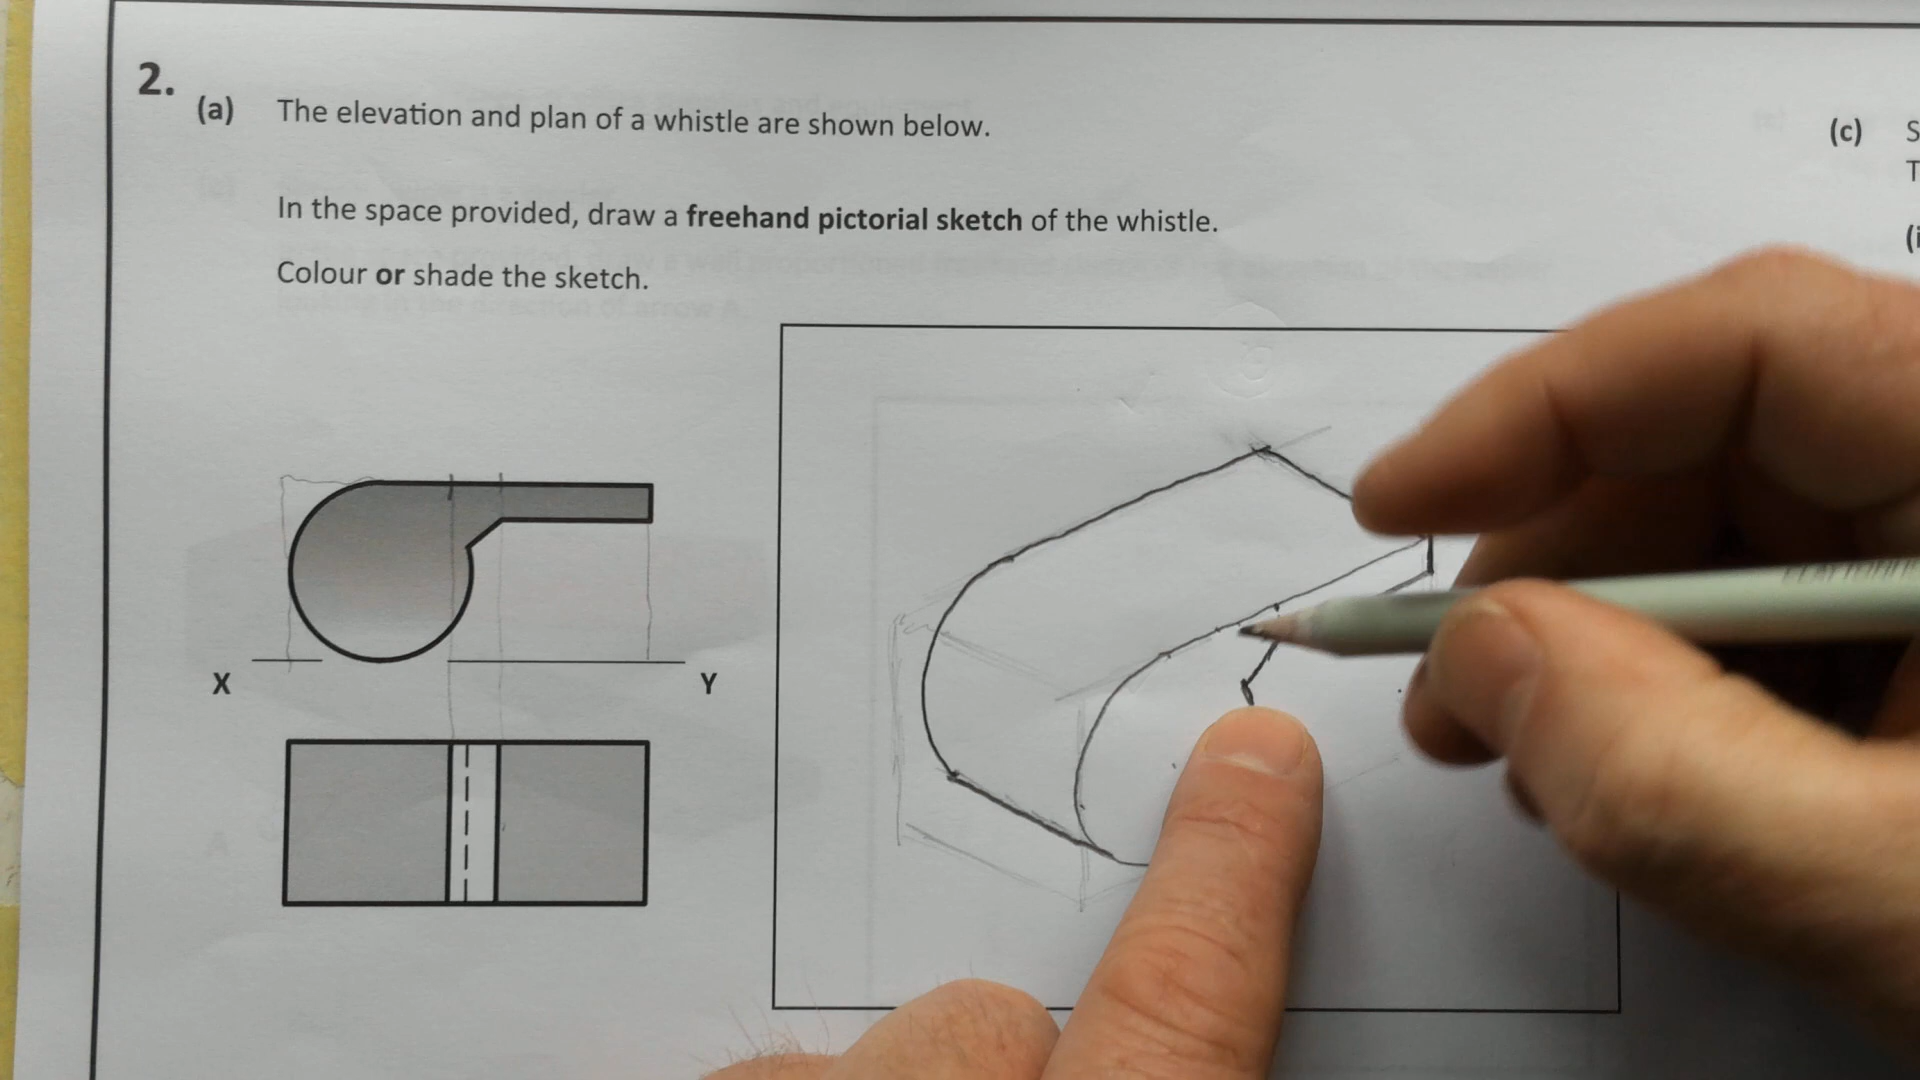 2.
(a) The elevation and plan of a whistle are shown below.
In the space provided, draw a freehand pictorial sketch of the whistle.
Colour or shade the sketch.
(c) S
T
(i
X Y